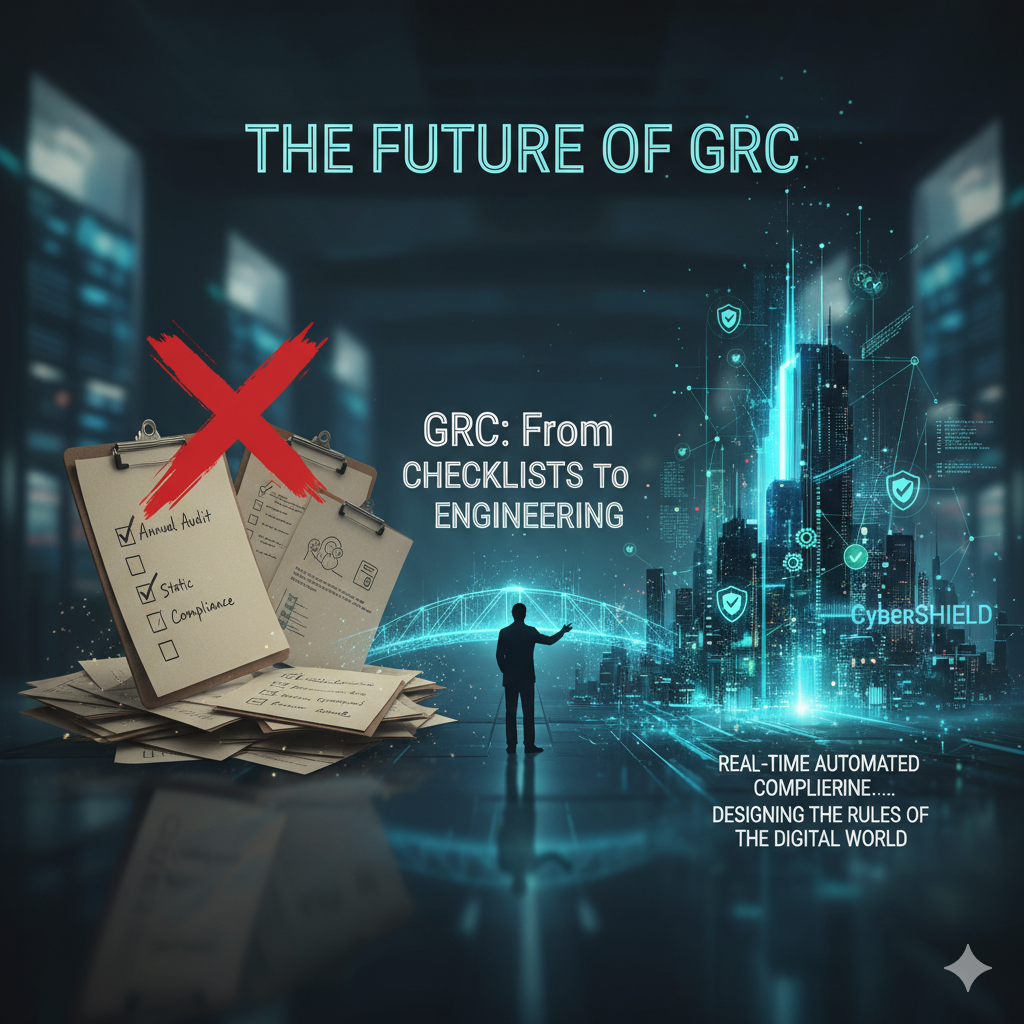 THE FUTURE OF GRC
GRC: From
CHECKLISTS To
ENGINEERING
Annual Audit
Static
Compliance
CyberSHIELD
REAL-TIME AUTOMATED
COMPLIERINE.....
DESIGNING THE RULES OF
THE DIGITAL WORLD